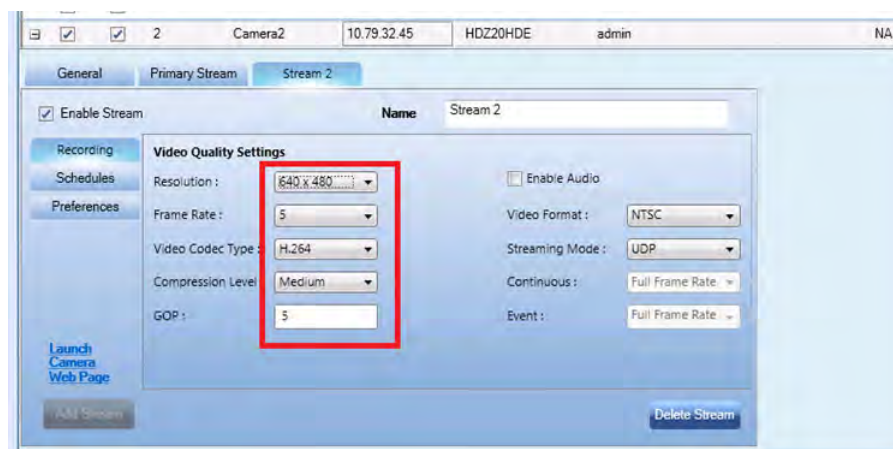 2 Camera2 10.79.32.45 HDZ20HDE admin NA
General Primary Stream Stream 2
Enable Stream Name Stream 2
Recording Video Quality Settings
Schedules Resolution : 640 x 480 Enable Audio
Preferences Frame Rate : 5 Video Format : NTSC
Video Codec Type : H.264 Streaming Mode : UDP
Compression Level Medium Continuous : Full Frame Rate
GOP : 5 Event : Full Frame Rate
Launch
Camera
Web Page
Add Stream Delete Stream